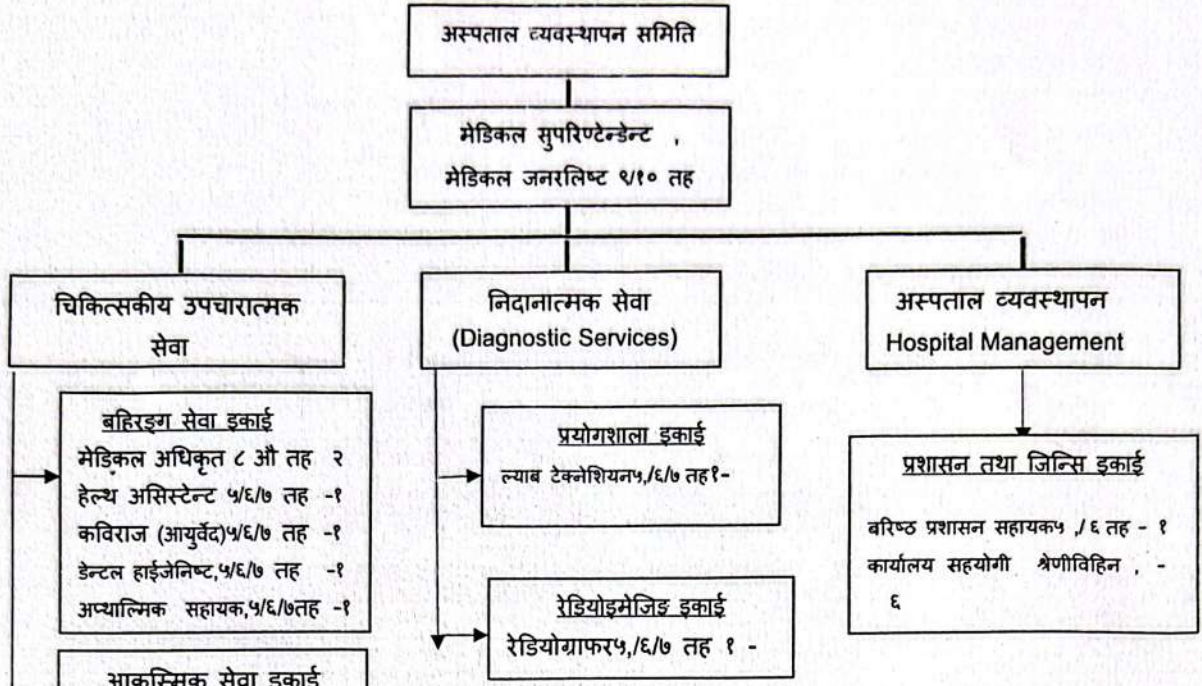 अस्पताल व्यवस्थापन समिति
मेडिकल सुपरिण्टेन्डेन्ट ,
मेडिकल जनरलिष्ट ९/१० तह
चिकित्सकीय उपचारात्मक
सेवा
बहिरङ्ग सेवा इकाई
मेडिकल अधिकृत ८ औ तह २
हेल्थ असिस्टेन्ट ५/६/७ तह -१
कविराज (आयुर्वेद)५/६/७ तह -१
डेन्टल हाईजेनिष्ट,५/६/७ तह -१
अप्थाल्मिक सहायक,५/६/७तह -१
आकस्मिक सेवा इकाई
निदानात्मक सेवा
(Diagnostic Services)
प्रयोगशाला इकाई
ल्याब टेक्नेशियन५,/६/७ तह१-
रेडियोइमेजिङ इकाई
रेडियोग्राफर५,/६/७ तह १ -
अस्पताल व्यवस्थापन
Hospital Management
प्रशासन तथा जिन्सि इकाई
बरिष्ठ प्रशासन सहायक५ ,/ ६ तह - १
कार्यालय सहयोगी श्रेणीविहिन , -
६